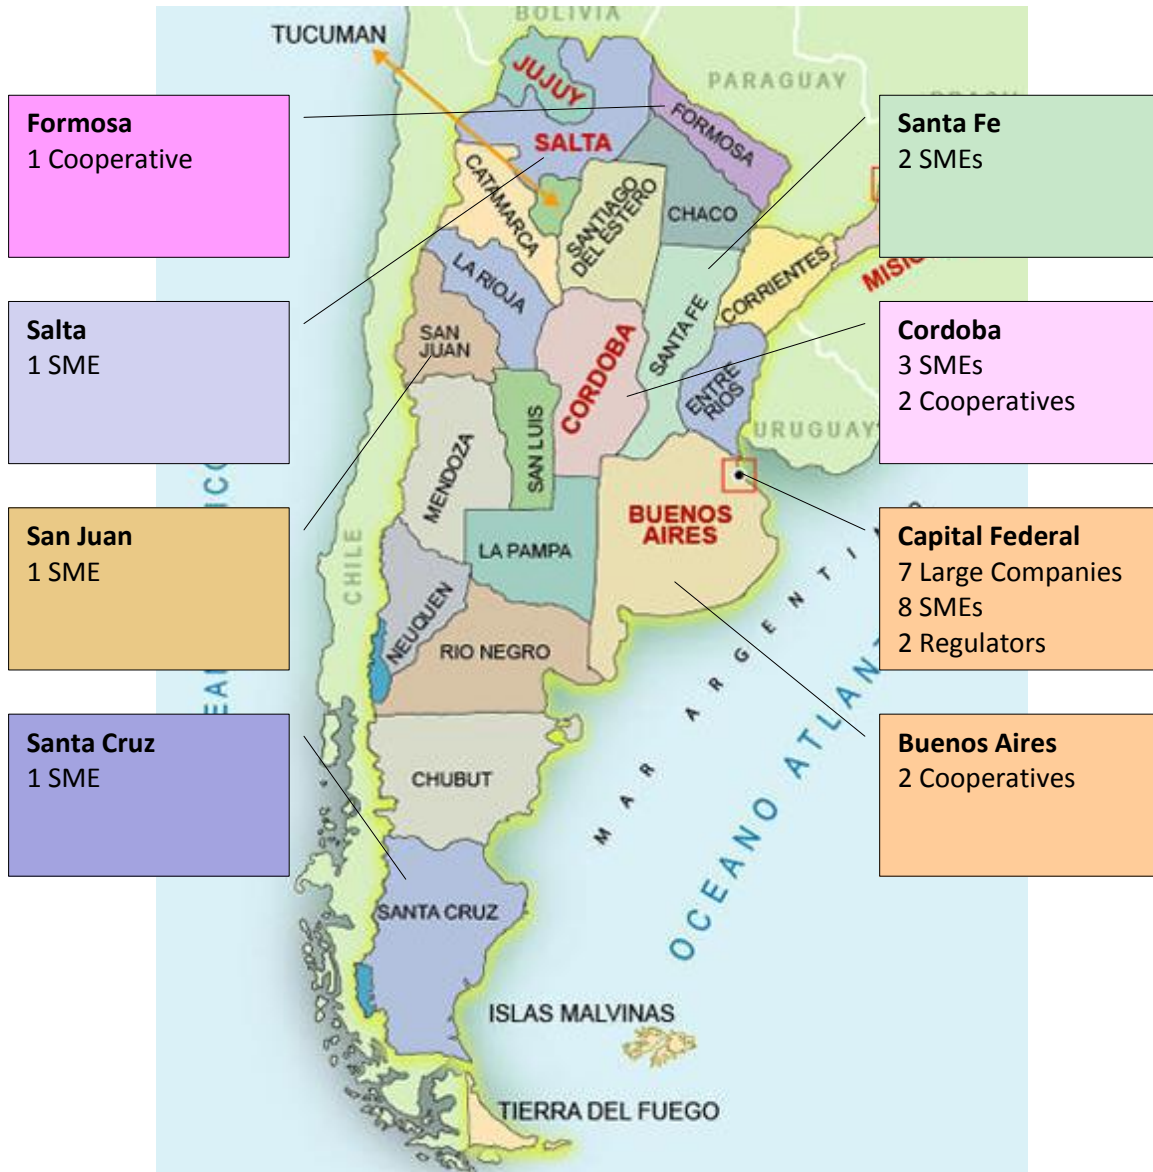 BOLIVIA
TUCUMAN
JUJUY
PARAGUAY
Formosa
1 Cooperative
SALTA
FORMOSA
Santa Fe
2 SMEs
CATAMARCA
SANTIAGO
DEL ESTERO
CHACO
LA RIOJA
CORRIENTES
Salta
1 SME
SAN
JUAN
CORDOBA
SANTA FE
ENTRE
RIOS
Cordoba
3 SMEs
2 Cooperatives
URUGUAY
MENDOZA
SAN LUIS
San Juan
1 SME
CHILE
LA PAMPA
BUENOS
AIRES
Capital Federal
7 Large Companies
8 SMEs
2 Regulators
NEUQUEN
RIO NEGRO
Santa Cruz
1 SME
CHUBUT
MAR ARGENTINO
OCEANO ATLANT
Buenos Aires
2 Cooperatives
SANTA CRUZ
ISLAS MALVINAS
TIERRA DEL FUEGO